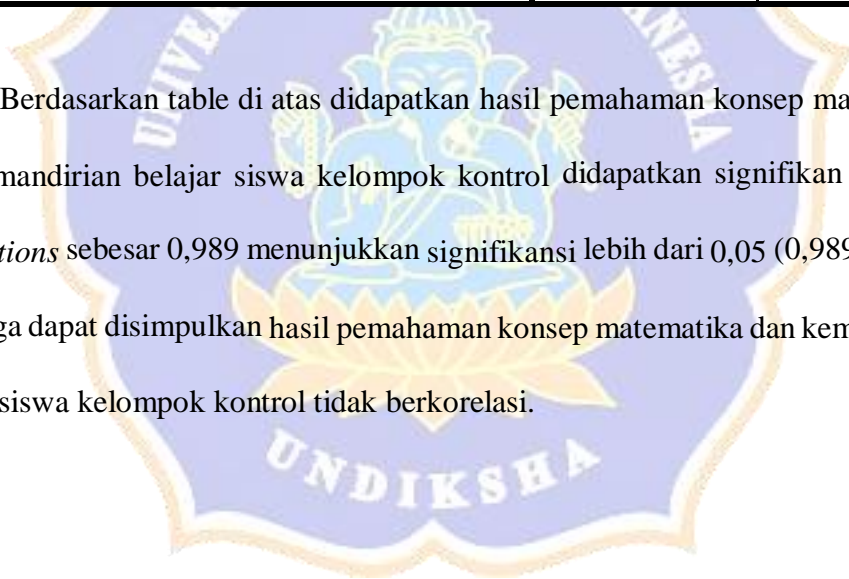 UNIVER ANESIA
Berdasarkan table di atas didapatkan hasil pemahaman konsep ma
mandirian belajar siswa kelompok kontrol didapatkan signifikan
tions sebesar 0,989 menunjukkan signifikansi lebih dari 0,05 (0,989
ga dapat disimpulkan hasil pemahaman konsep matematika dan kem
siswa kelompok kontrol tidak berkorelasi.
UNDIKSHA